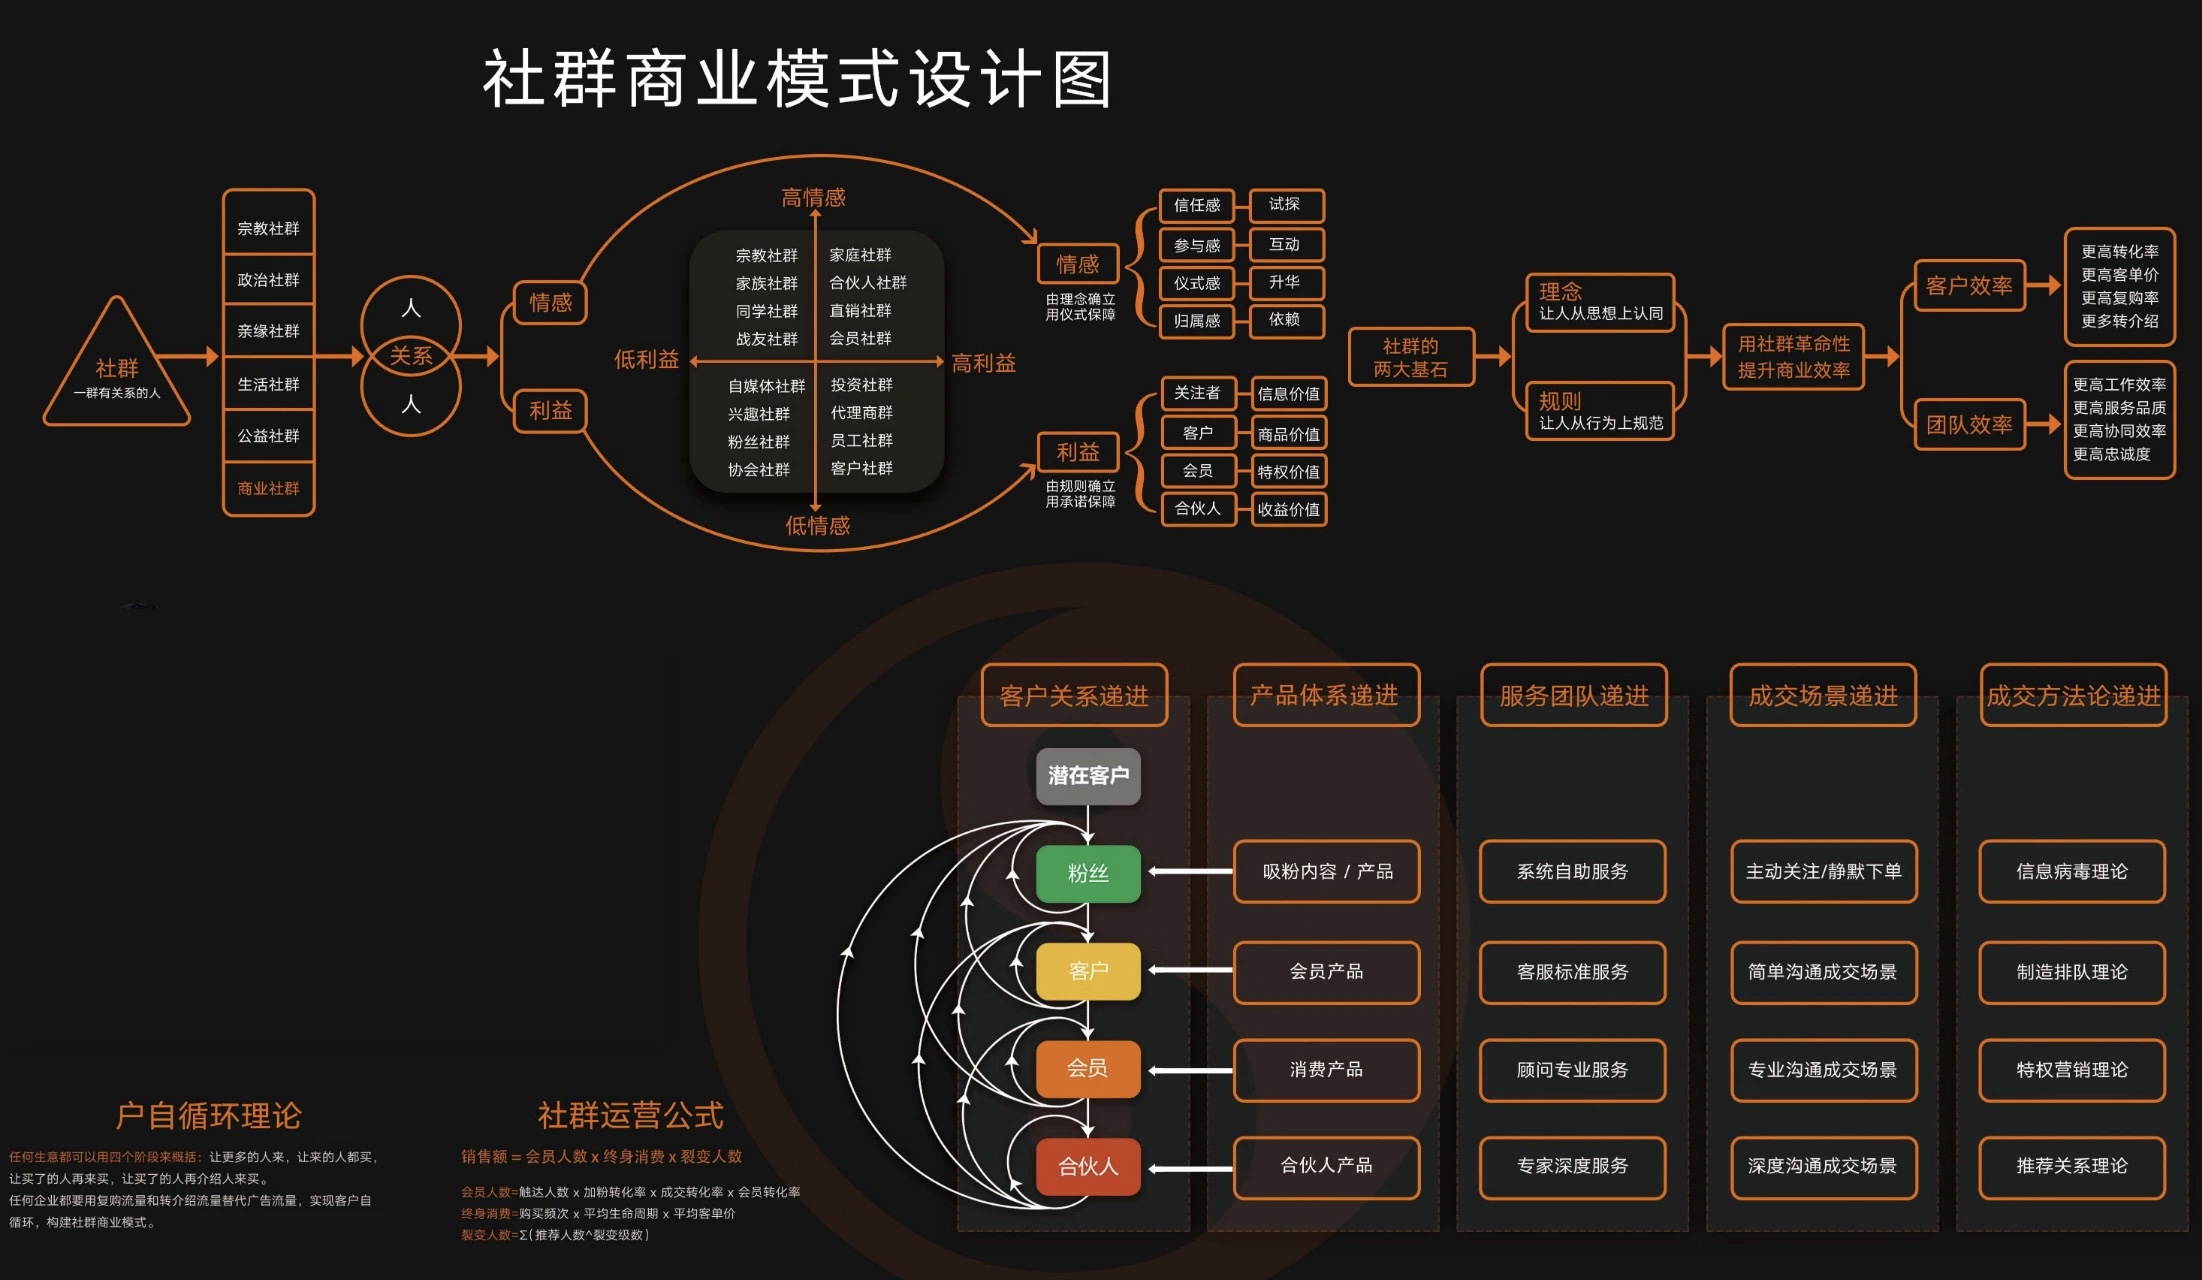 社群商业模式设计图
社群
一群有关系的人
宗教社群
政治社群
亲缘社群
生活社群
公益社群
商业社群
人
关系
人
情感
利益
高情感
低利益
高利益
低情感
宗教社群
家族社群
同学社群
战友社群
家庭社群
合伙人社群
直销社群
会员社群
自媒体社群
兴趣社群
粉丝社群
协会社群
投资社群
代理商群
员工社群
客户社群
情感
由理念确立
用仪式保障
信任感
试探
参与感
互动
仪式感
升华
归属感
依赖
利益
由规则确立
用承诺保障
关注者
信息价值
客户
商品价值
会员
特权价值
合伙人
收益价值
社群的
两大基石
理念
让人从思想上认同
规则
让人从行为上规范
用社群革命性
提升商业效率
客户效率
更高转化率
更高客单价
更高复购率
更多转介绍
团队效率
更高工作效率
更高服务品质
更高协同效率
更高忠诚度
客户关系递进
产品体系递进
服务团队递进
成交场景递进
成交方法论递进
潜在客户
粉丝
吸粉内容 / 产品
系统自助服务
主动关注/静默下单
信息病毒理论
客户
会员产品
客服标准服务
简单沟通成交场景
制造排队理论
会员
消费产品
顾问专业服务
专业沟通成交场景
特权营销理论
合伙人
合伙人产品
专家深度服务
深度沟通成交场景
推荐关系理论
户自循环理论
任何生意都可以用四个阶段来概括：让更多的人来，让来的人都买，
让买了的人再来买，让买了的人再介绍人来买。
任何企业都要用复购流量和转介绍流量替代广告流量，实现客户自
循环，构建社群商业模式。
社群运营公式
销售额 = 会员人数 x 终身消费 x 裂变人数
会员人数=触达人数 x 加粉转化率 x 成交转化率 x 会员转化率
终身消费=购买频次 x 平均生命周期 x 平均客单价
裂变人数=Σ(推荐人数^裂变级数)